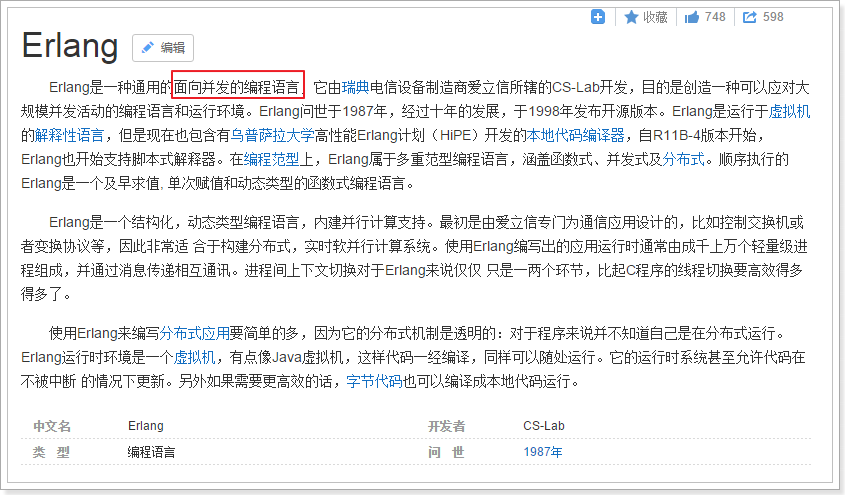 收藏 748 598
Erlang 编辑
Erlang是一种通用的面向并发的编程语言，它由瑞典电信设备制造商爱立信所辖的CS-Lab开发，目的是创造一种可以应对大
规模并发活动的编程语言和运行环境。Erlang问世于1987年，经过十年的发展，于1998年发布开源版本。Erlang是运行于虚拟机
的解释性语言，但是现在也包含有乌普萨拉大学高性能Erlang计划（HiPE）开发的本地代码编译器，自R11B-4版本开始，
Erlang也开始支持脚本式解释器。在编程范型上，Erlang属于多重范型编程语言，涵盖函数式、并发式及分布式。顺序执行的
Erlang是一个及早求值, 单次赋值和动态类型的函数式编程语言。
Erlang是一个结构化，动态类型编程语言，内建并行计算支持。最初是由爱立信专门为通信应用设计的，比如控制交换机或
者变换协议等，因此非常适 合于构建分布式，实时软并行计算系统。使用Erlang编写出的应用运行时通常由成千上万个轻量级进
程组成，并通过消息传递相互通讯。进程间上下文切换对于Erlang来说仅仅 只是一两个环节，比起C程序的线程切换要高效得多
得多了。
使用Erlang来编写分布式应用要简单的多，因为它的分布式机制是透明的：对于程序来说并不知道自己是在分布式运行。
Erlang运行时环境是一个虚拟机，有点像Java虚拟机，这样代码一经编译，同样可以随处运行。它的运行时系统甚至允许代码在
不被中断 的情况下更新。另外如果需要更高效的话，字节代码也可以编译成本地代码运行。
中文名 Erlang 开发者 CS-Lab
类 型 编程语言 问 世 1987年